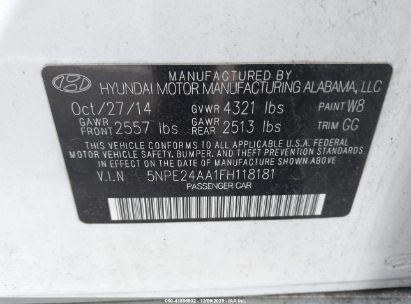 MANUFACTURED BY
HYUNDAI MOTOR MANUFACTURING ALABAMA, LLC
Oct/27/14 GVWR 4321 lbs PAINT W8
GAWR FRONT 2557 lbs GAWR REAR 2513 lbs TRIM GG
THIS VEHICLE CONFORMS TO ALL APPLICABLE U.S.A. FEDERAL
MOTOR VEHICLE SAFETY, BUMPER, AND THEFT PREVENTION STANDARDS
IN EFFECT ON THE DATE OF MANUFACTURE SHOWN ABOVE.
V.I.N 5NPE24AA1FH118181
PASSENGER CAR